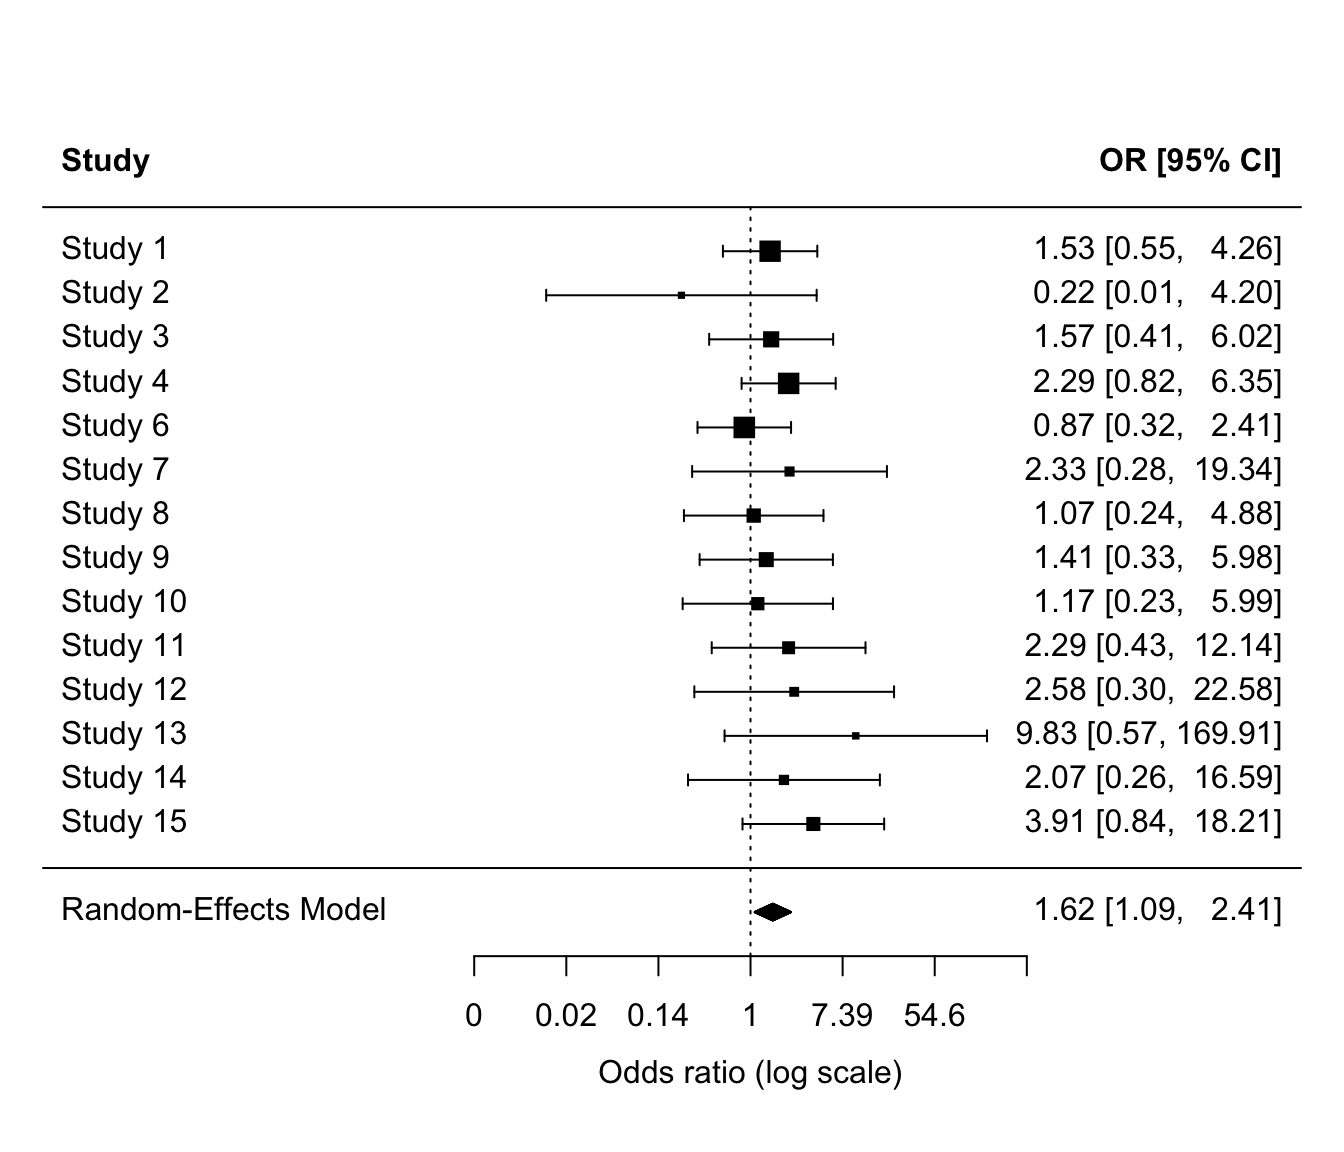 Study OR [95% CI]
Study 1 1.53 [0.55, 4.26]
Study 2 0.22 [0.01, 4.20]
Study 3 1.57 [0.41, 6.02]
Study 4 2.29 [0.82, 6.35]
Study 6 0.87 [0.32, 2.41]
Study 7 2.33 [0.28, 19.34]
Study 8 1.07 [0.24, 4.88]
Study 9 1.41 [0.33, 5.98]
Study 10 1.17 [0.23, 5.99]
Study 11 2.29 [0.43, 12.14]
Study 12 2.58 [0.30, 22.58]
Study 13 9.83 [0.57, 169.91]
Study 14 2.07 [0.26, 16.59]
Study 15 3.91 [0.84, 18.21]
Random-Effects Model 1.62 [1.09, 2.41]
0 0.02 0.14 1 7.39 54.6
Odds ratio (log scale)